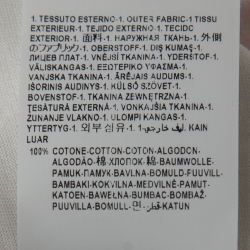 1. TESSUTO ESTERNO-1. OUTER FABRIC-1 TISSU
EXTERIEUR-1. TEJIDO EXTERNO-1. TECIDO
EXTERIOR-1. 面料-1. НАРУЖНАЯ ТКАНЬ-1. 外側
のファブリック-1. OBERSTOFF-1. DIŞ KUMAŞ-1.
ЛИЦЕВ ПЛАТ-1. VNĚJŠÍ TKANINA-1. YDERSTOF-1.
VÄLISKANGAS-1. ΕΞΩΤΕΡΙΚΟ ΥΦΑΣΜΑ-1.
VANJSKA TKANINA-1. ĀRĒJAIS AUDUMS-1.
IŠORINIS AUDINYS-1. KÜLSŐ SZÖVET-1.
BOVENSTOF-1. TKANINA ZEWNĘTRZNA-1.
ȚESĂTURĂ EXTERNĂ-1. VONKAJŠIA TKANINA-1.
ZUNANJE VLAKNO-1. ULOMPI KANGAS-1.
YTTERTYG-1. 외부 섬유-1. ليف خارجي-1. KAIN
LUAR
100% COTONE-COTTON-COTON-ALGODON-
ALGODÃO-棉-ХЛОПОК-綿-BAUMWOLLE-
PAMUK-ПАМУК-BAVLNA-BOMULD-PUUVILL-
BAMBAKI-KOKVILNA-MEDVILNĖ-PAMUT-
KATOEN-BAWEŁNA-BUMBAC-BOMBAŽ-
PUUVILLA-BOMULL-면-قطن-KATUN